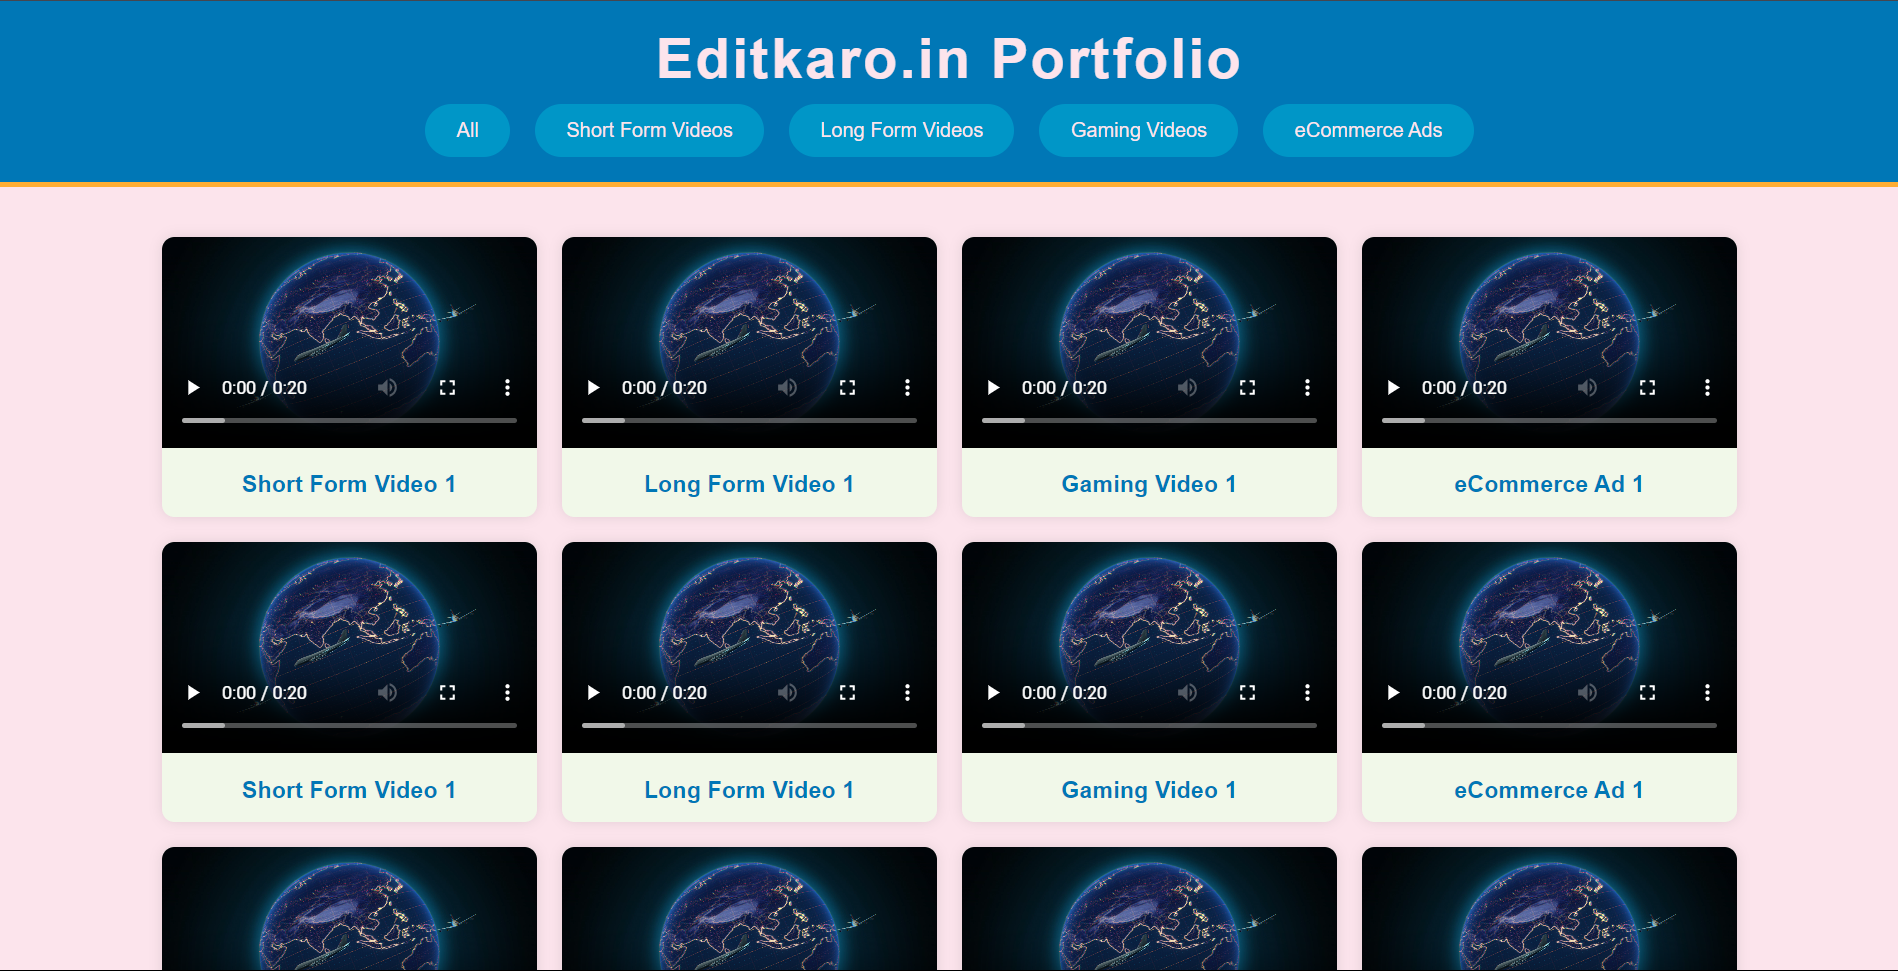 Editkaro.in Portfolio
All Short Form Videos Long Form Videos Gaming Videos eCommerce Ads
0:00 / 0:20 0:00 / 0:20 0:00 / 0:20 0:00 / 0:20
Short Form Video 1 Long Form Video 1 Gaming Video 1 eCommerce Ad 1
0:00 / 0:20 0:00 / 0:20 0:00 / 0:20 0:00 / 0:20
Short Form Video 1 Long Form Video 1 Gaming Video 1 eCommerce Ad 1